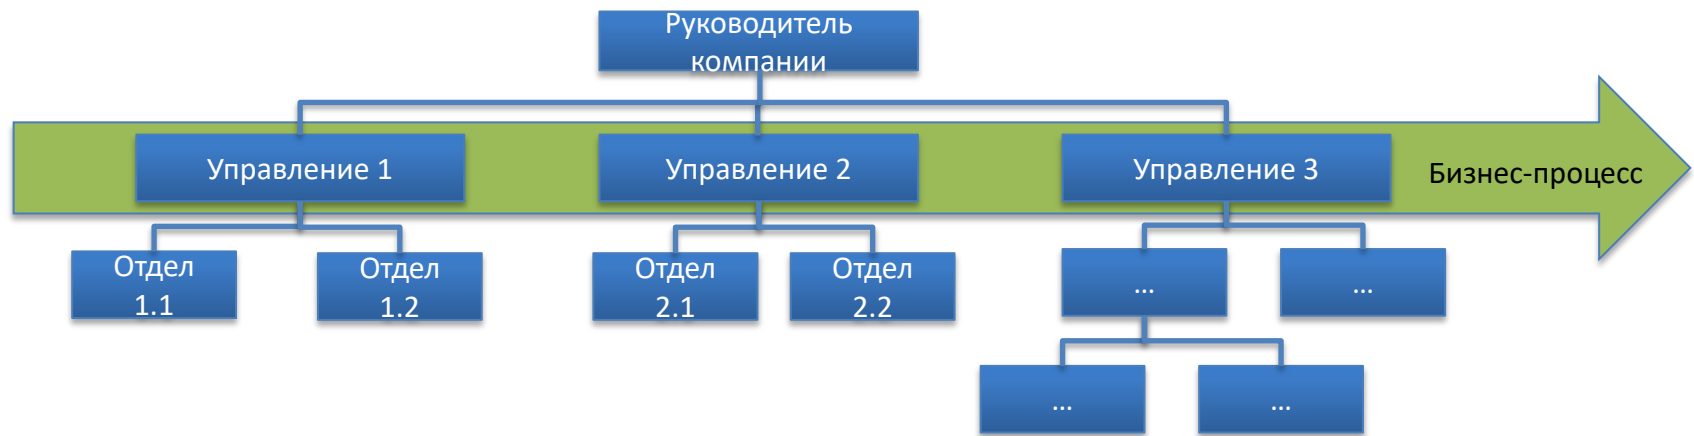 Руководитель
компании
Управление 1
Управление 2
Управление 3
Бизнес-процесс
Отдел
1.1
Отдел
1.2
Отдел
2.1
Отдел
2.2
...
...
...
...